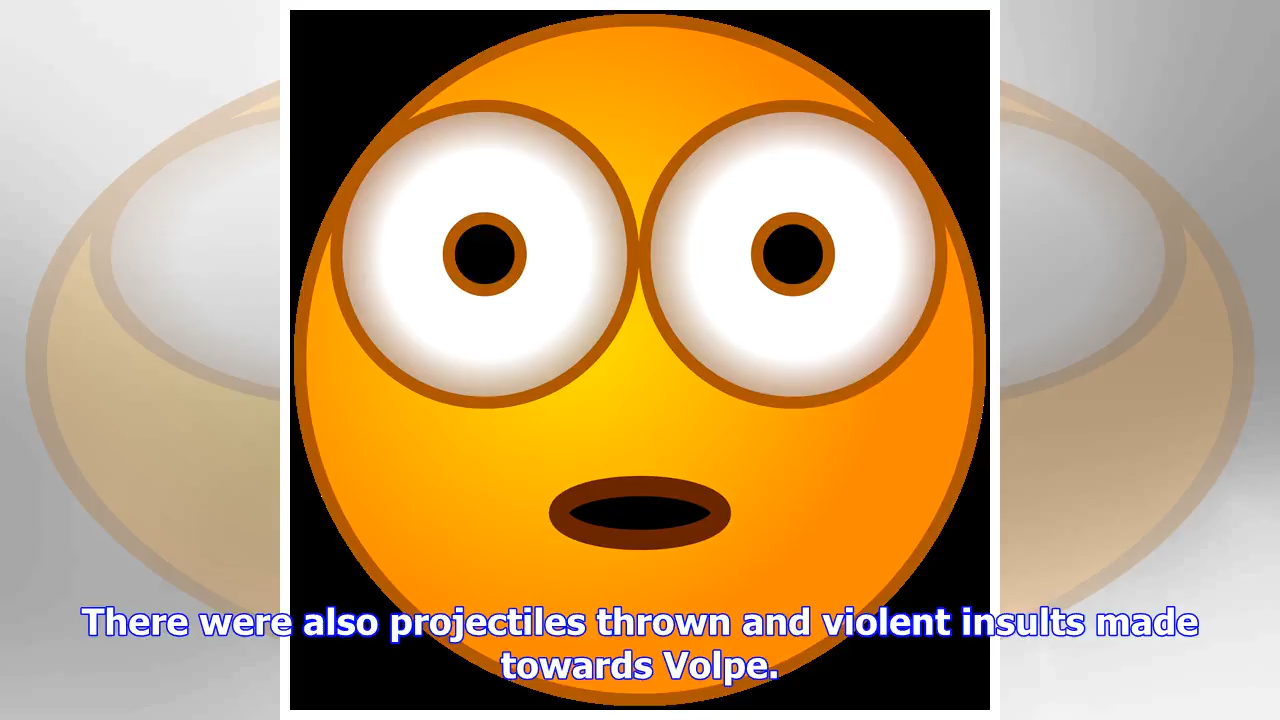 There were also projectiles thrown and violent insults made
towards Volpe.